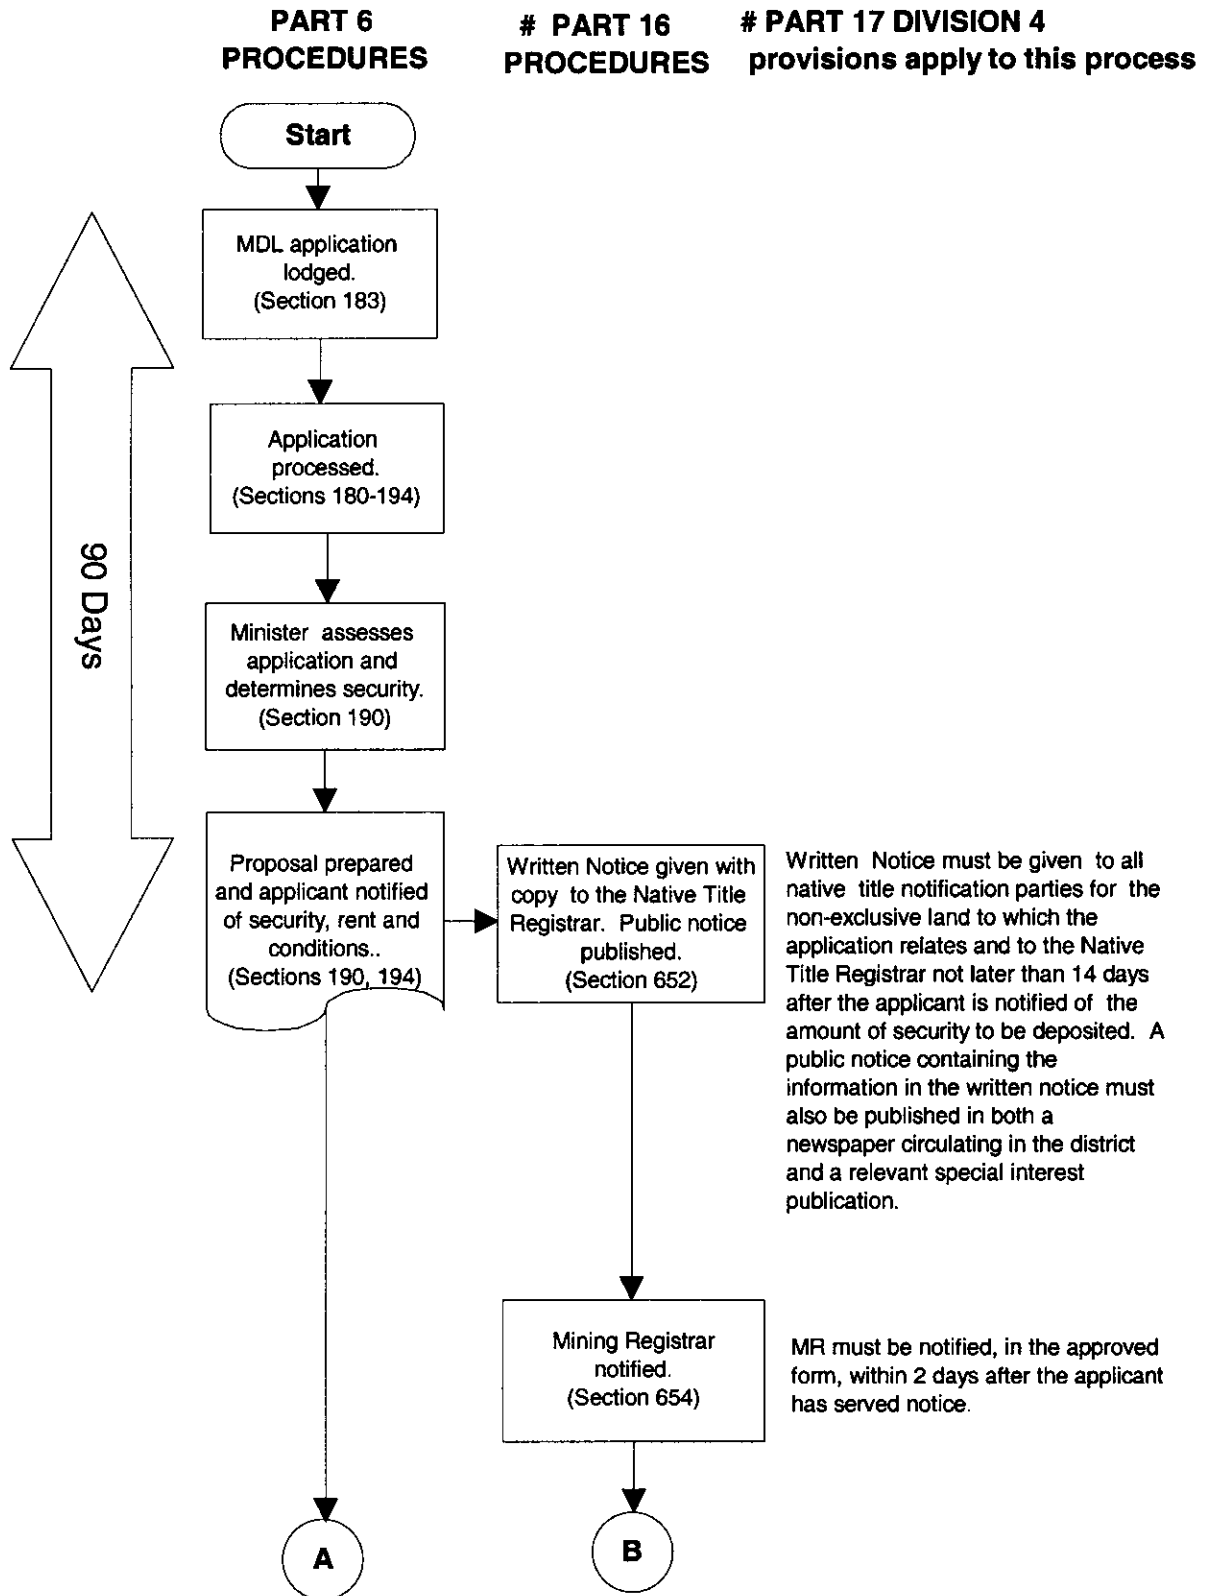 PART 6
PROCEDURES
# PART 16
PROCEDURES
# PART 17 DIVISION 4
provisions apply to this process
Start
MDL application
lodged.
(Section 183)
Application
processed.
(Sections 180-194)
90 Days
Minister assesses
application and
determines security.
(Section 190)
Proposal prepared
and applicant notified
of security, rent and
conditions..
(Sections 190, 194)
Written Notice given with
copy to the Native Title
Registrar. Public notice
published.
(Section 652)
Written Notice must be given to all
native title notification parties for the
non-exclusive land to which the
application relates and to the Native
Title Registrar not later than 14 days
after the applicant is notified of the
amount of security to be deposited. A
public notice containing the
information in the written notice must
also be published in both a
newspaper circulating in the district
and a relevant special interest
publication.
Mining Registrar
notified.
(Section 654)
MR must be notified, in the approved
form, within 2 days after the applicant
has served notice.
A
B